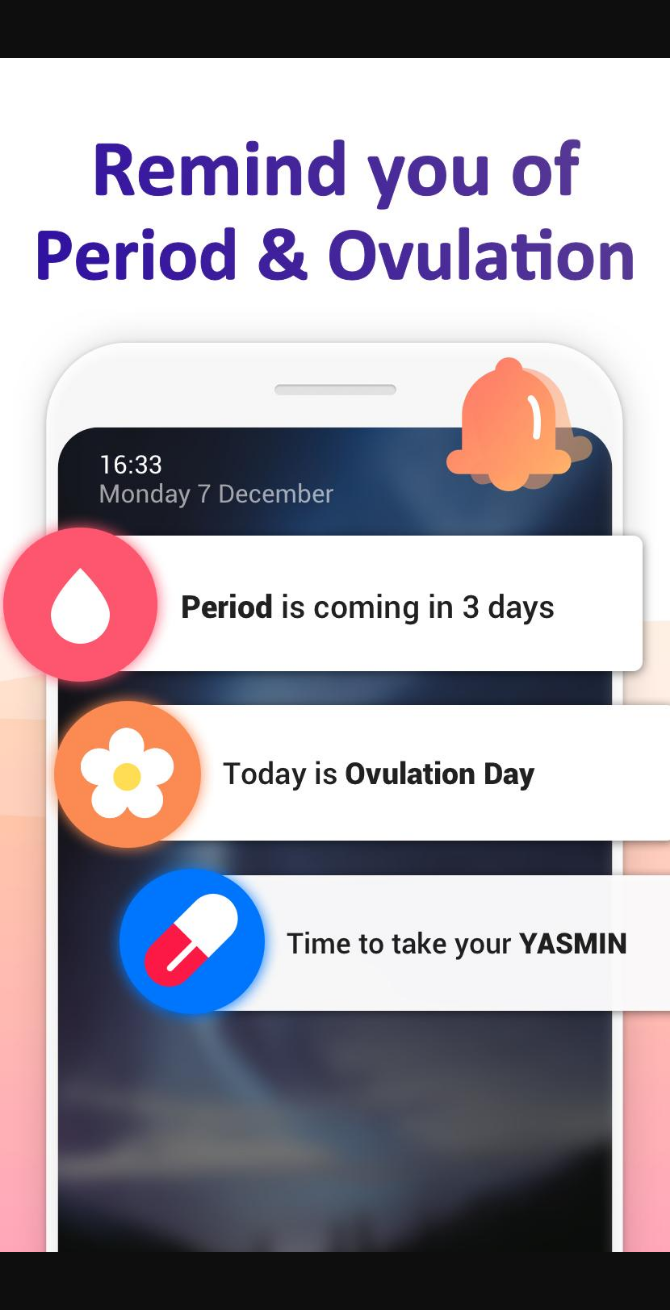 Remind you of
Period & Ovulation
16:33
Monday 7 December
Period is coming in 3 days
Today is Ovulation Day
Time to take your YASMIN